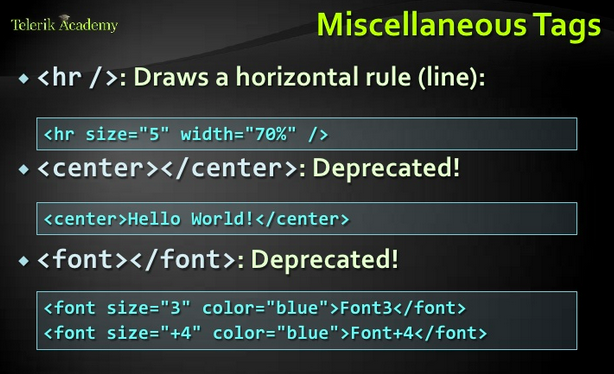 Telerik Academy
Miscellaneous Tags
<hr />: Draws a horizontal rule (line):
<hr size="5" width="70%" />
<center></center>: Deprecated!
<center>Hello World!</center>
<font></font>: Deprecated!
<font size="3" color="blue">Font3</font>
<font size="+4" color="blue">Font+4</font>